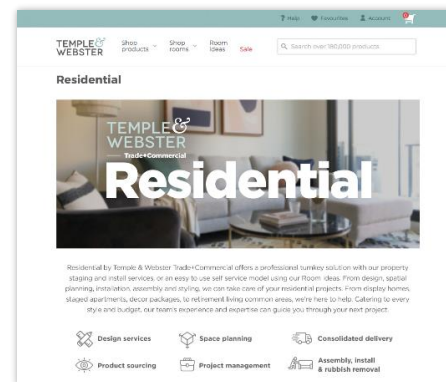 ? Help Favourites Account
TEMPLE &
WEBSTER
Shop
products
Shop
rooms
Room
Ideas
Sale
Search over 180,000 products
Residential
TEMPLE &
WEBSTER
Trade+Commercial
Residential
Residential by Temple & Webster Trade+Commercial offers a professional turnkey solution with our property
staging and install services, or an easy to use self service model using our Room Ideas. From design, spatial
planning, installation, assembly and styling, we can take care of your residential projects. From display homes,
staged apartments, decor packages, to retirement living common areas, we're here to help. Catering to every
style and budget, our team's experience and expertise can guide you through your next project.
Design services Space planning Consolidated delivery
Product sourcing Project management Assembly, install
& rubbish removal